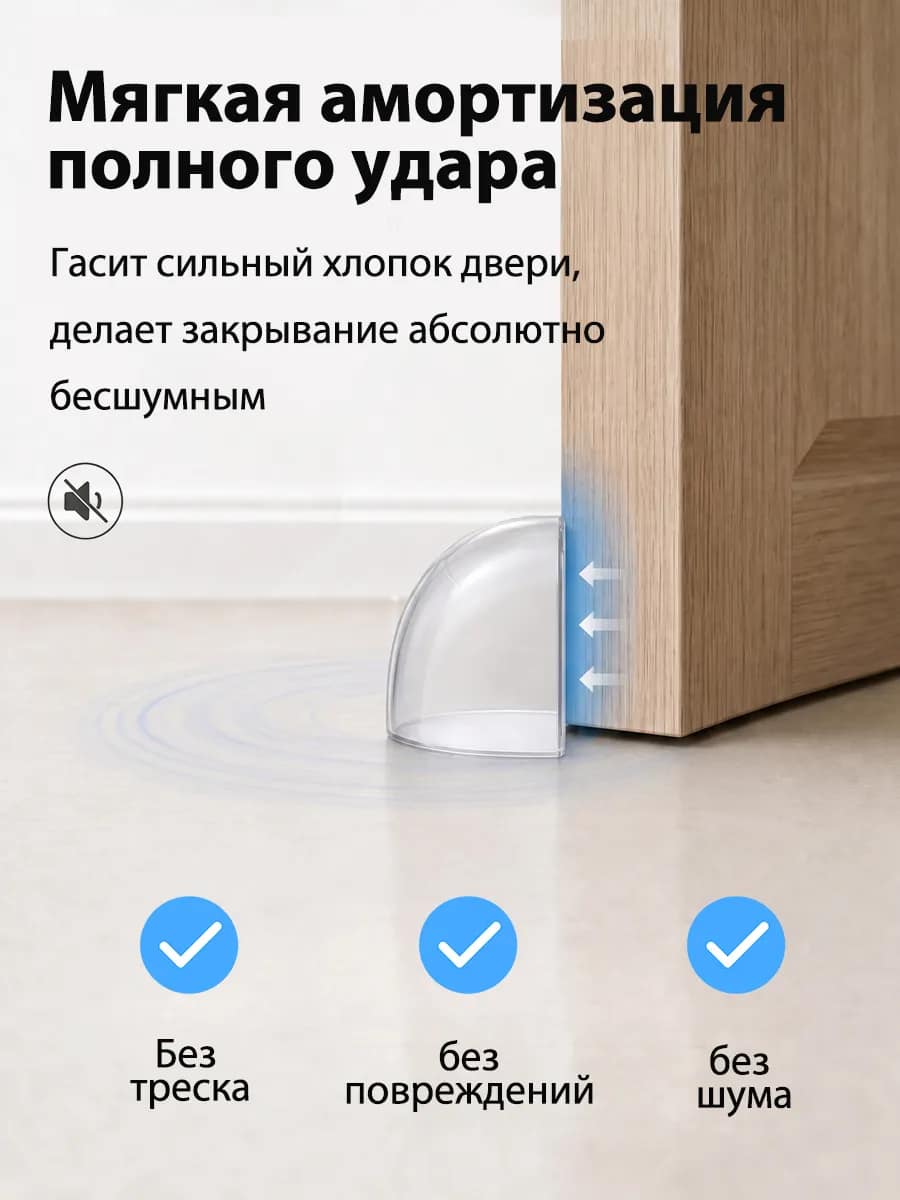 Мягкая амортизация
полного удара
Гасит сильный хлопок двери,
делает закрывание абсолютно
бесшумным
Без
треска
без
повреждений
без
шума